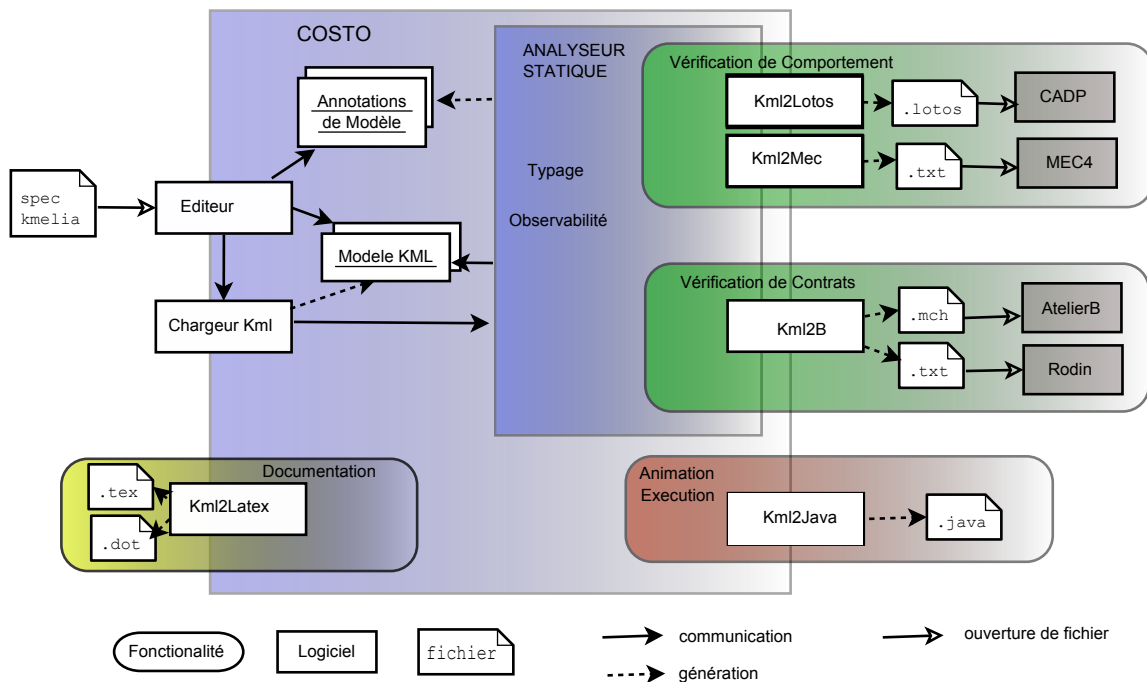 COSTO
ANALYSEUR
STATIQUE
Typage
Observabilité
Annotations
de Modèle
spec
kmelia
Editeur
Modele KML
Chargeur Kml
Vérification de Comportement
Kml2Lotos
.lotos
CADP
Kml2Mec
.txt
MEC4
Vérification de Contrats
Kml2B
.mch
AtelierB
.txt
Rodin
Documentation
.tex
Kml2Latex
.dot
Animation
Execution
Kml2Java
.java
Fonctionalité
Logiciel
fichier
communication
génération
ouverture de fichier